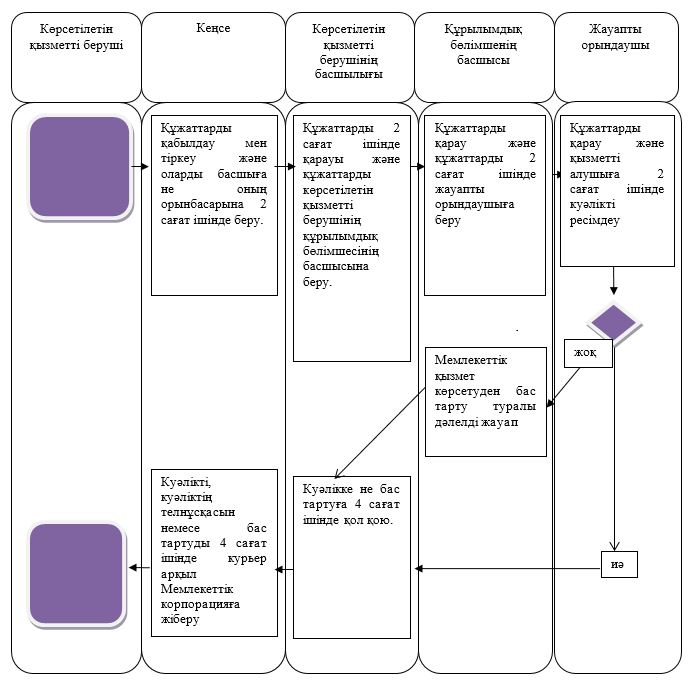 Көрсетілетін
қызметті беруші
Кеңсе
Көрсетілетін
қызметті
берушінің
басшылығы
Құрылымдық
бөлімшенің
басшысы
Жауапты
орындаушы
Құжаттарды
қабылдау мен
тіркеу және
оларды басшыға
не оның
орынбасарына 2
сағат ішінде беру.
Құжаттарды 2
сағат ішінде
қарауы және
құжаттарды
көрсетілетін
қызметті
берушінің
құрылымдық
бөлімшесінің
басшысына
беру.
Құжаттарды
қарау және
құжаттарды 2
сағат ішінде
жауапты
орындаушыға
беру
Құжаттарды
қарау және
қызметті
алушыға 2
сағат ішінде
куәлікті
ресімдеу
.
жоқ
Мемлекеттік
қызмет
көрсетуден бас
тарту туралы
дәлелді жауап
Куәлікті,
куәліктің
телнұсқасын
немесе бас
тартуды 4 сағат
ішінде курьер
арқыл
Мемлекеттік
корпорацияға
жіберу
Куәлікке не бас
тартуға 4 сағат
ішінде қол қою.
иә